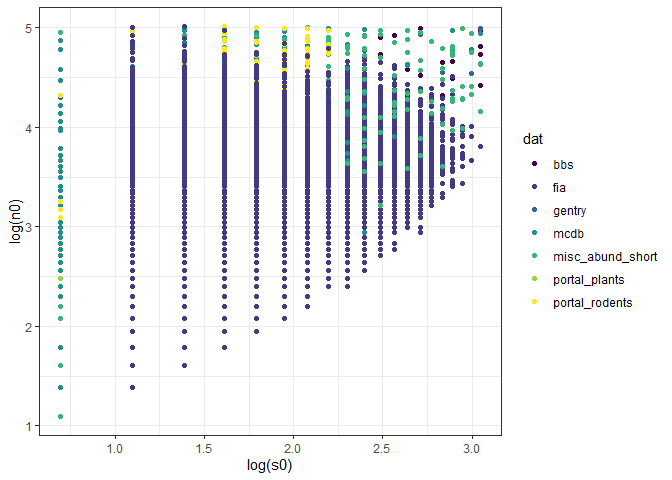 5
4
3
2
1
log(n0)
1.0
1.5
2.0
2.5
3.0
log(s0)
dat
bbs
fia
gentry
mcdb
misc_abund_short
portal_plants
portal_rodents